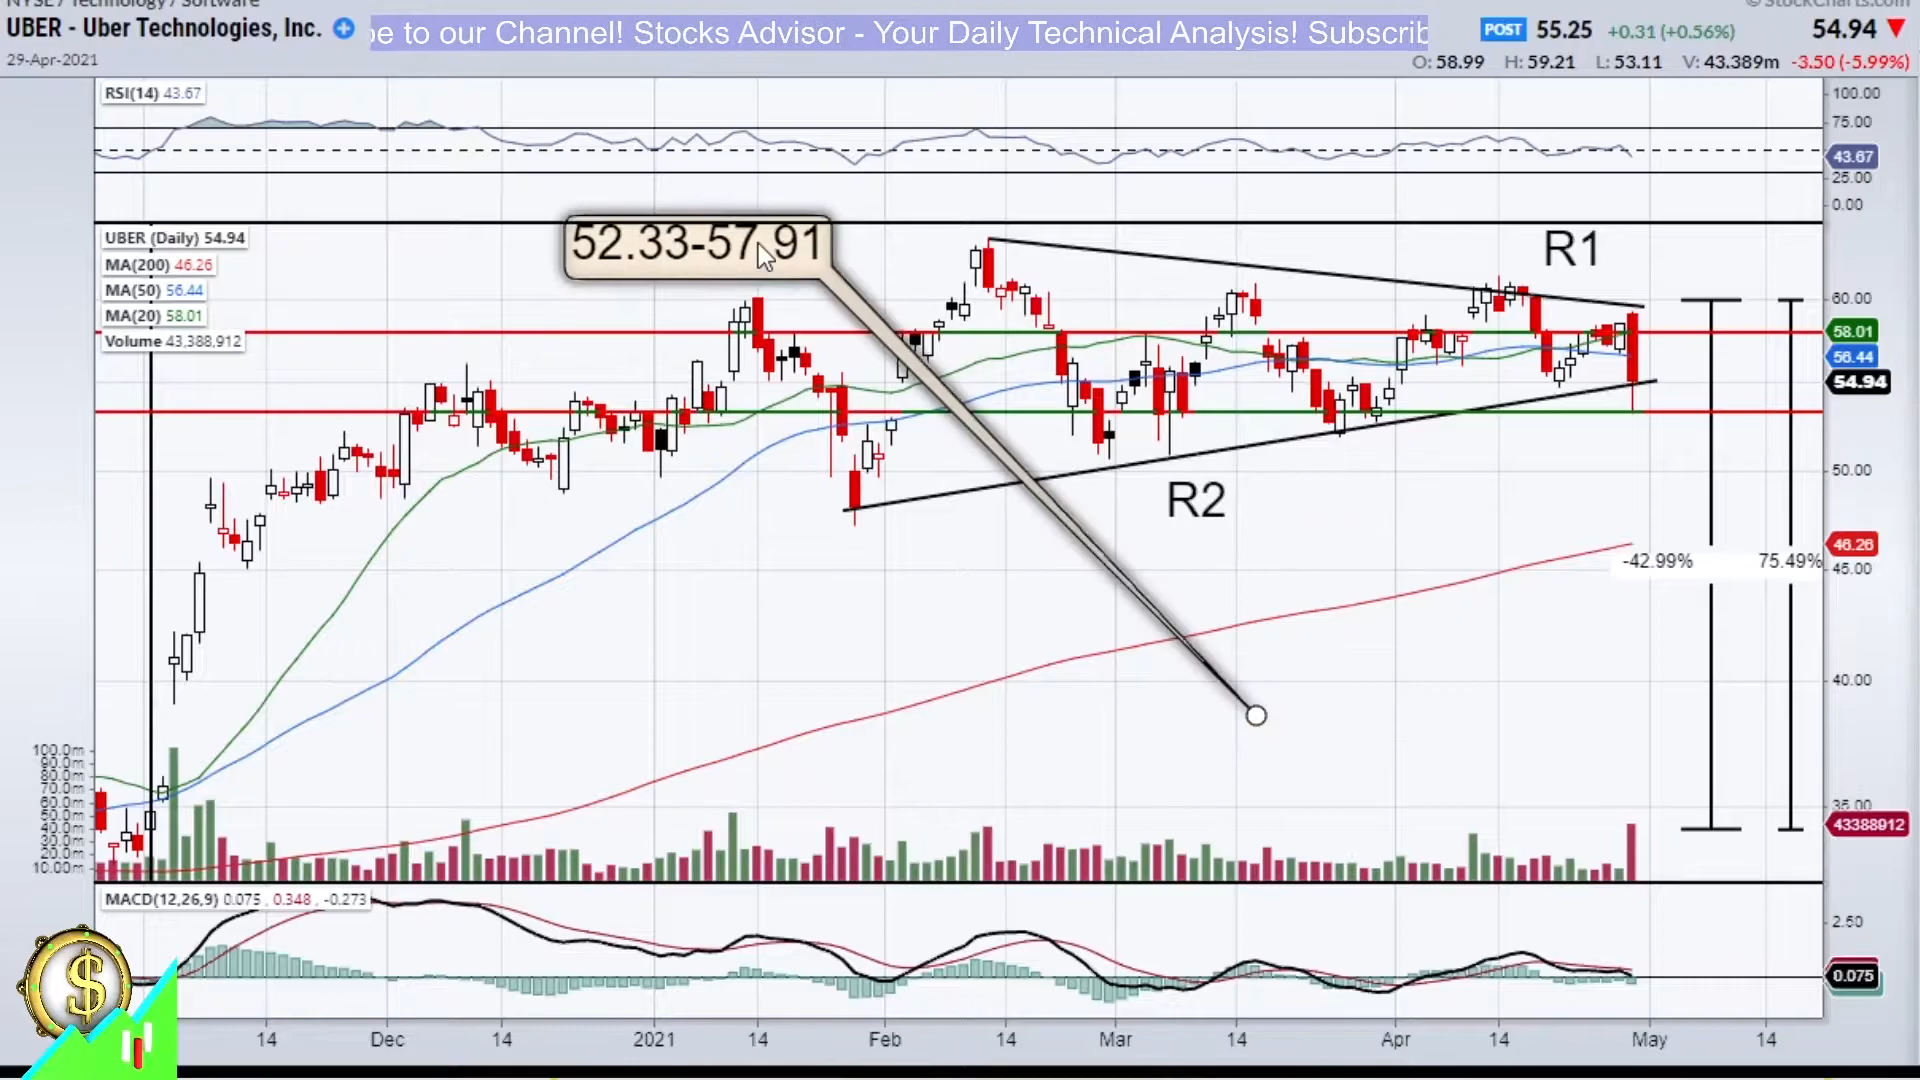 NYSE / Technology / Software
© StockCharts.com
UBER - Uber Technologies, Inc.
be to our Channel! Stocks Advisor - Your Daily Technical Analysis! Subscrib
POST 55.25 +0.31 (+0.56%) 54.94
29-Apr-2021
O: 58.99 H: 59.21 L: 53.11 V: 43.389m -3.50 (-5.99%)
RSI(14) 43.67
100.00
75.00
43.67
25.00
0.00
52.33-57.91
R1
UBER (Daily) 54.94
MA(200) 46.26
MA(50) 56.44
MA(20) 58.01
Volume 43,388,912
60.00
58.01
56.44
54.94
50.00
R2
46.26
-42.99% 75.49%
45.00
40.00
35.00
43388912
100.0m
90.0m
80.0m
70.0m
60.0m
50.0m
40.0m
30.0m
20.0m
10.00m
MACD(12,26,9) 0.075, 0.348, -0.273
2.50
0.075
$
14 Dec 14 2021 14 Feb 14 Mar 14 Apr 14 May 14